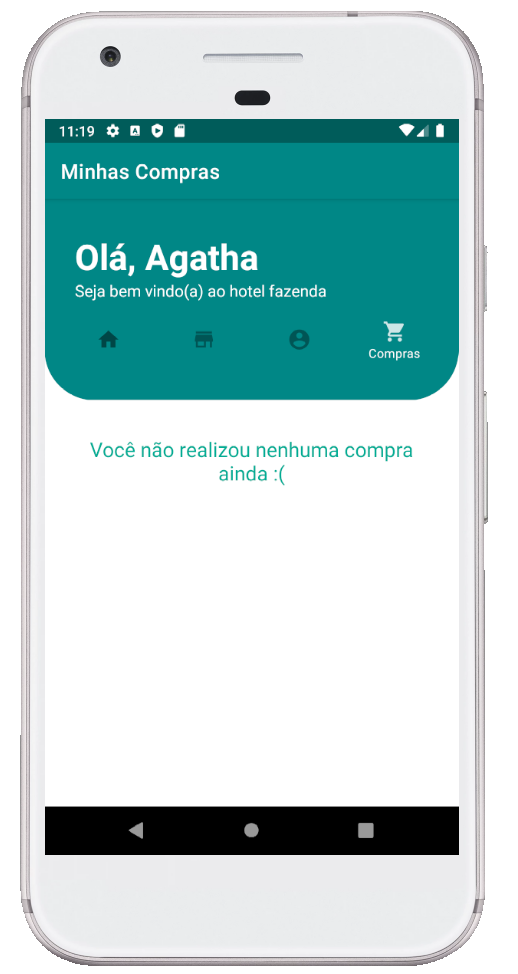 11:19
Minhas Compras
Olá, Agatha
Seja bem vindo(a) ao hotel fazenda
Compras
Você não realizou nenhuma compra
ainda :(